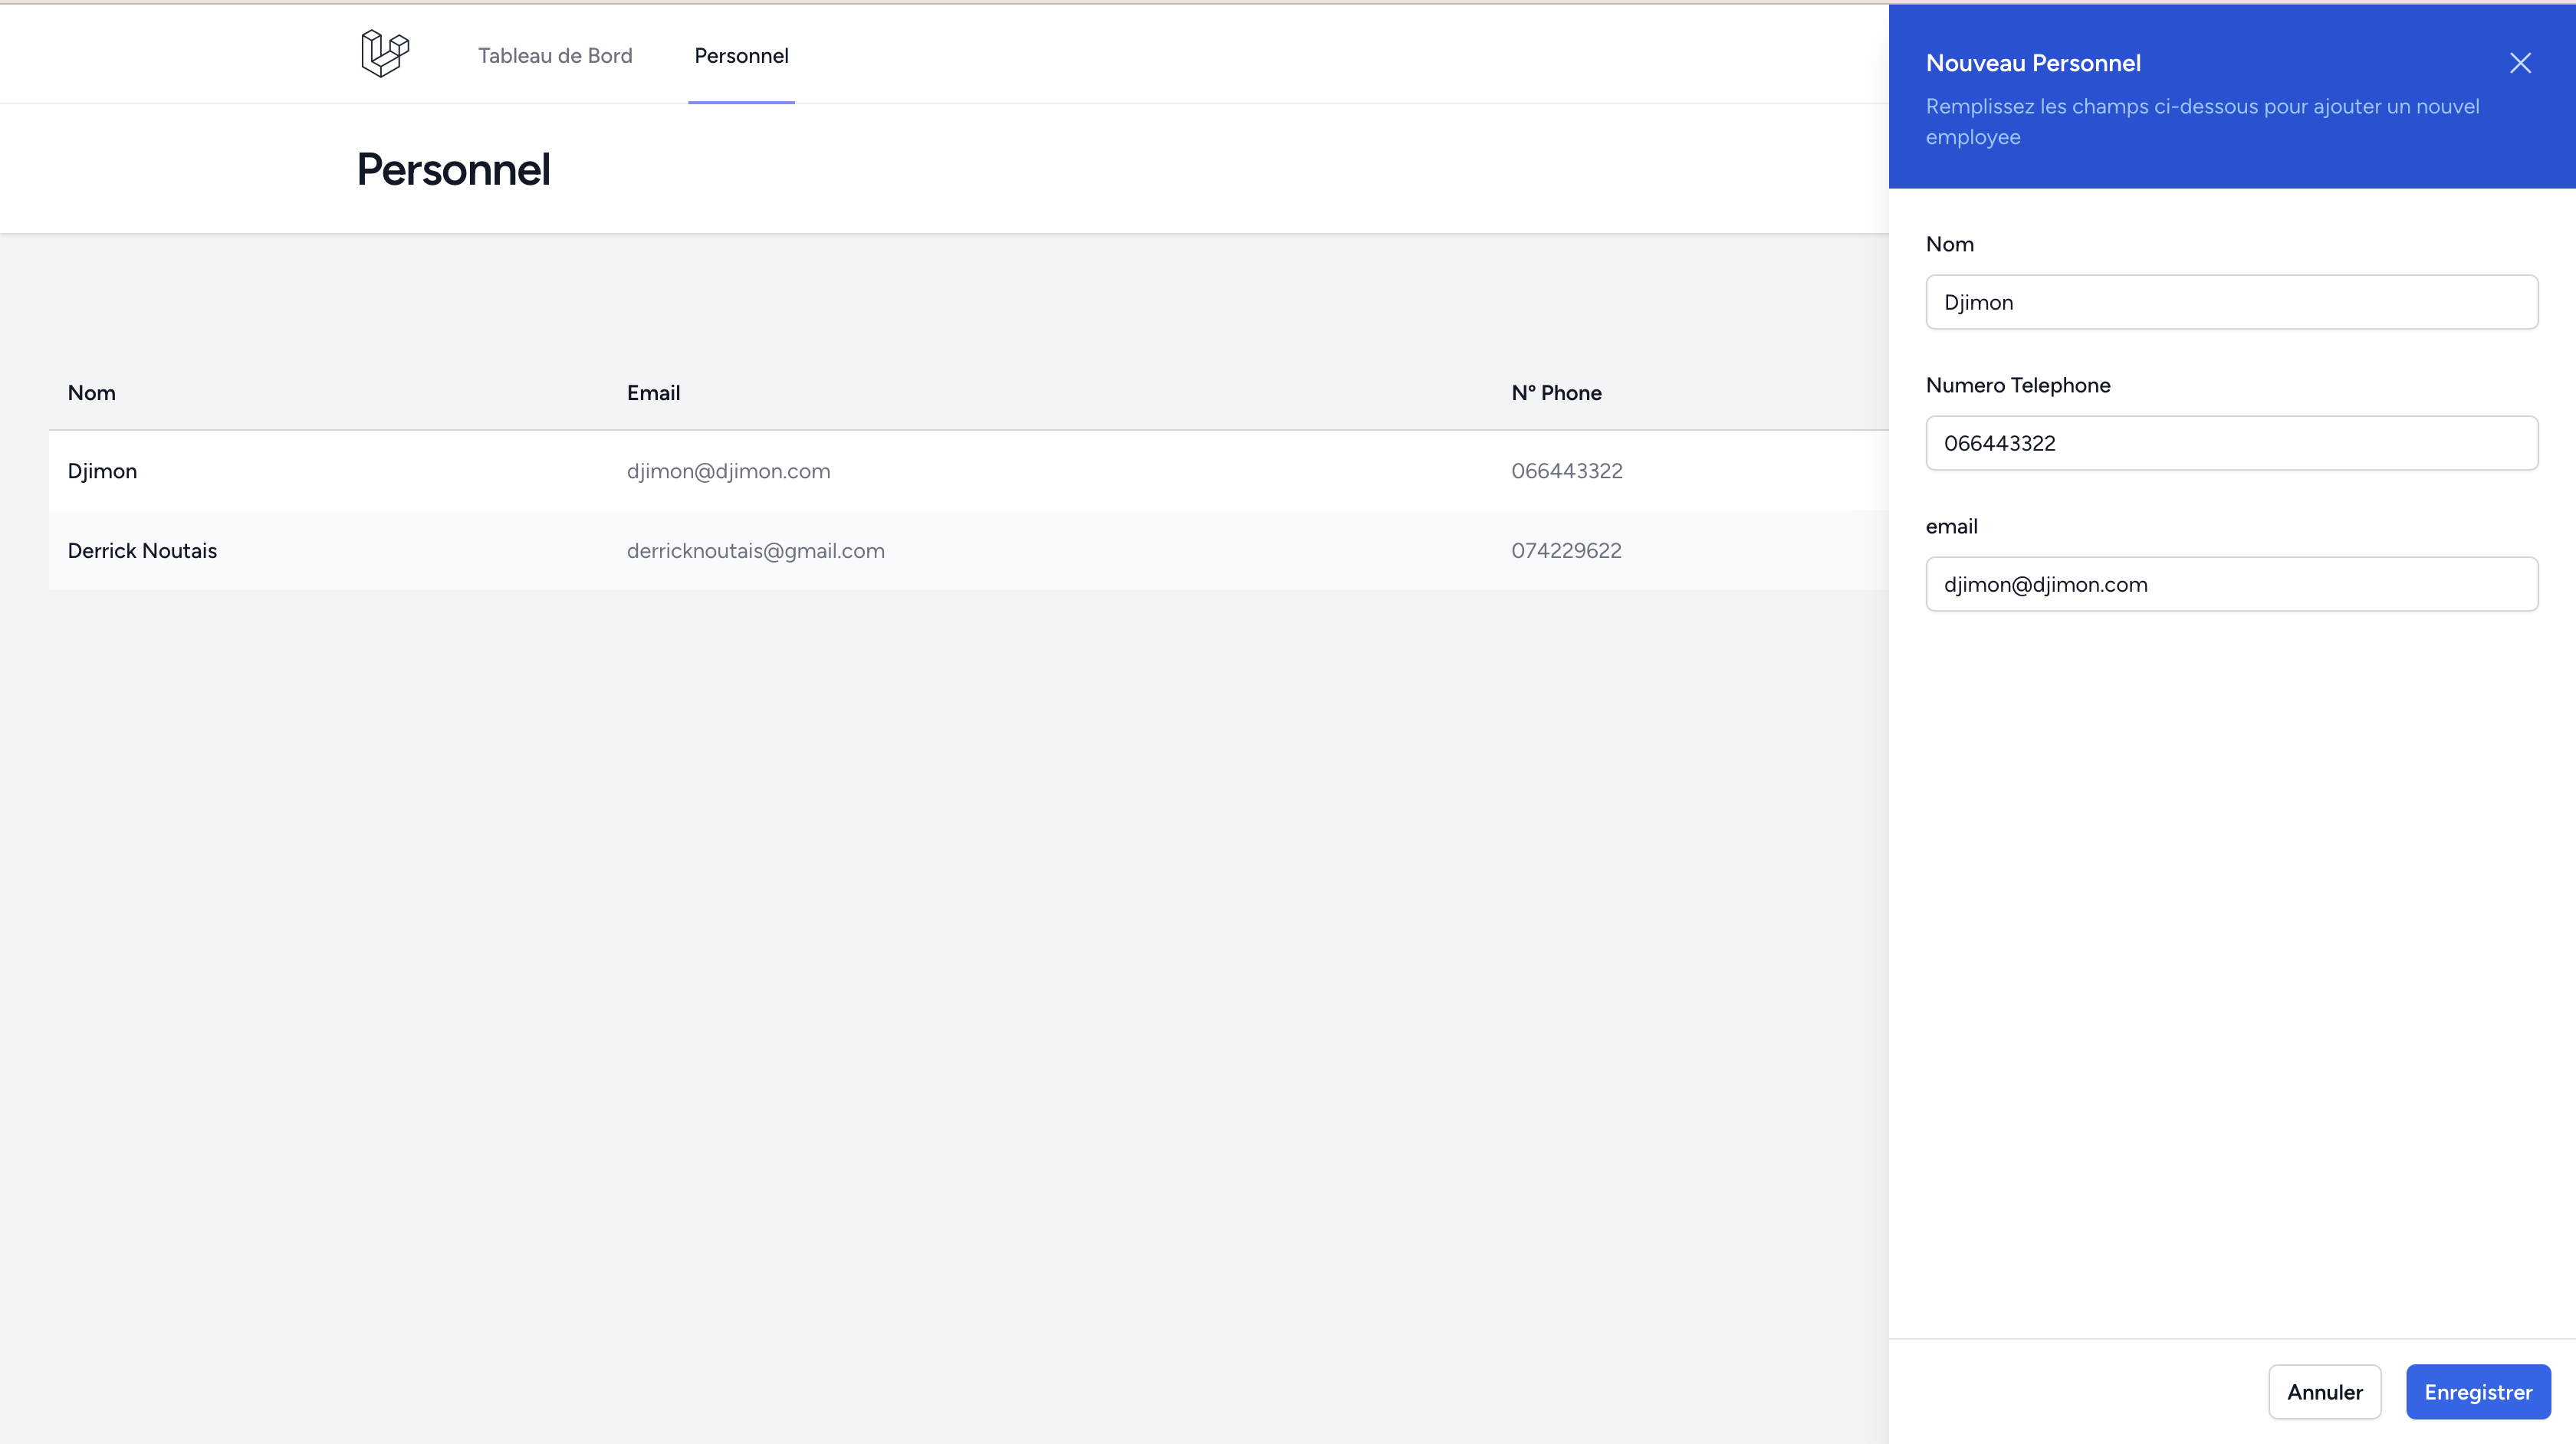 Tableau de Bord
Personnel
Personnel
Nom
Email
N° Phone
Djimon
djimon@djimon.com
066443322
Derrick Noutais
derricknoutais@gmail.com
074229622
Nouveau Personnel
Remplissez les champs ci-dessous pour ajouter un nouvel
employee
Nom
Djimon
Numero Telephone
066443322
email
djimon@djimon.com
Annuler
Enregistrer